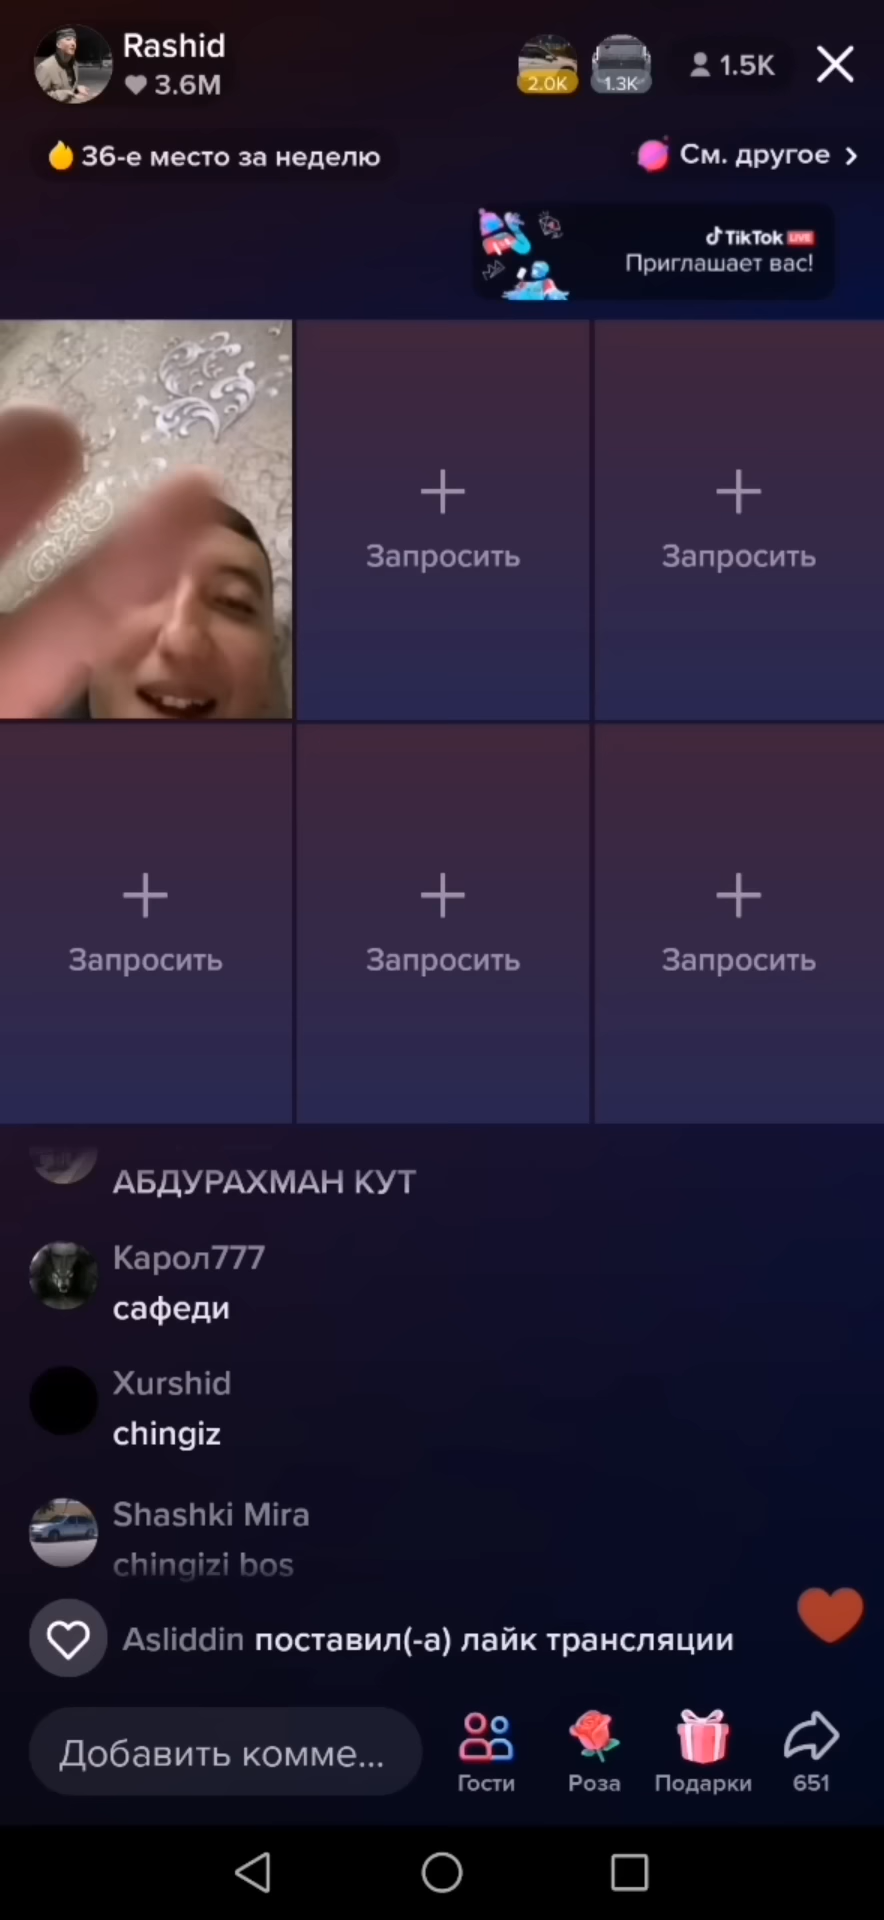 Rashid
3.6M
2.0K
1.3K
1.5K
36-е место за неделю
См. другое
TikTok LIVE
Приглашает вас!
Запросить
Запросить
Запросить
Запросить
Запросить
АБДУРАХМАН КУТ
Карол777
сафеди
Xurshid
chingiz
Shashki Mira
chingizi bos
Asliddin поставил(-а) лайк трансляции
Добавить комме...
Гости
Роза
Подарки
651